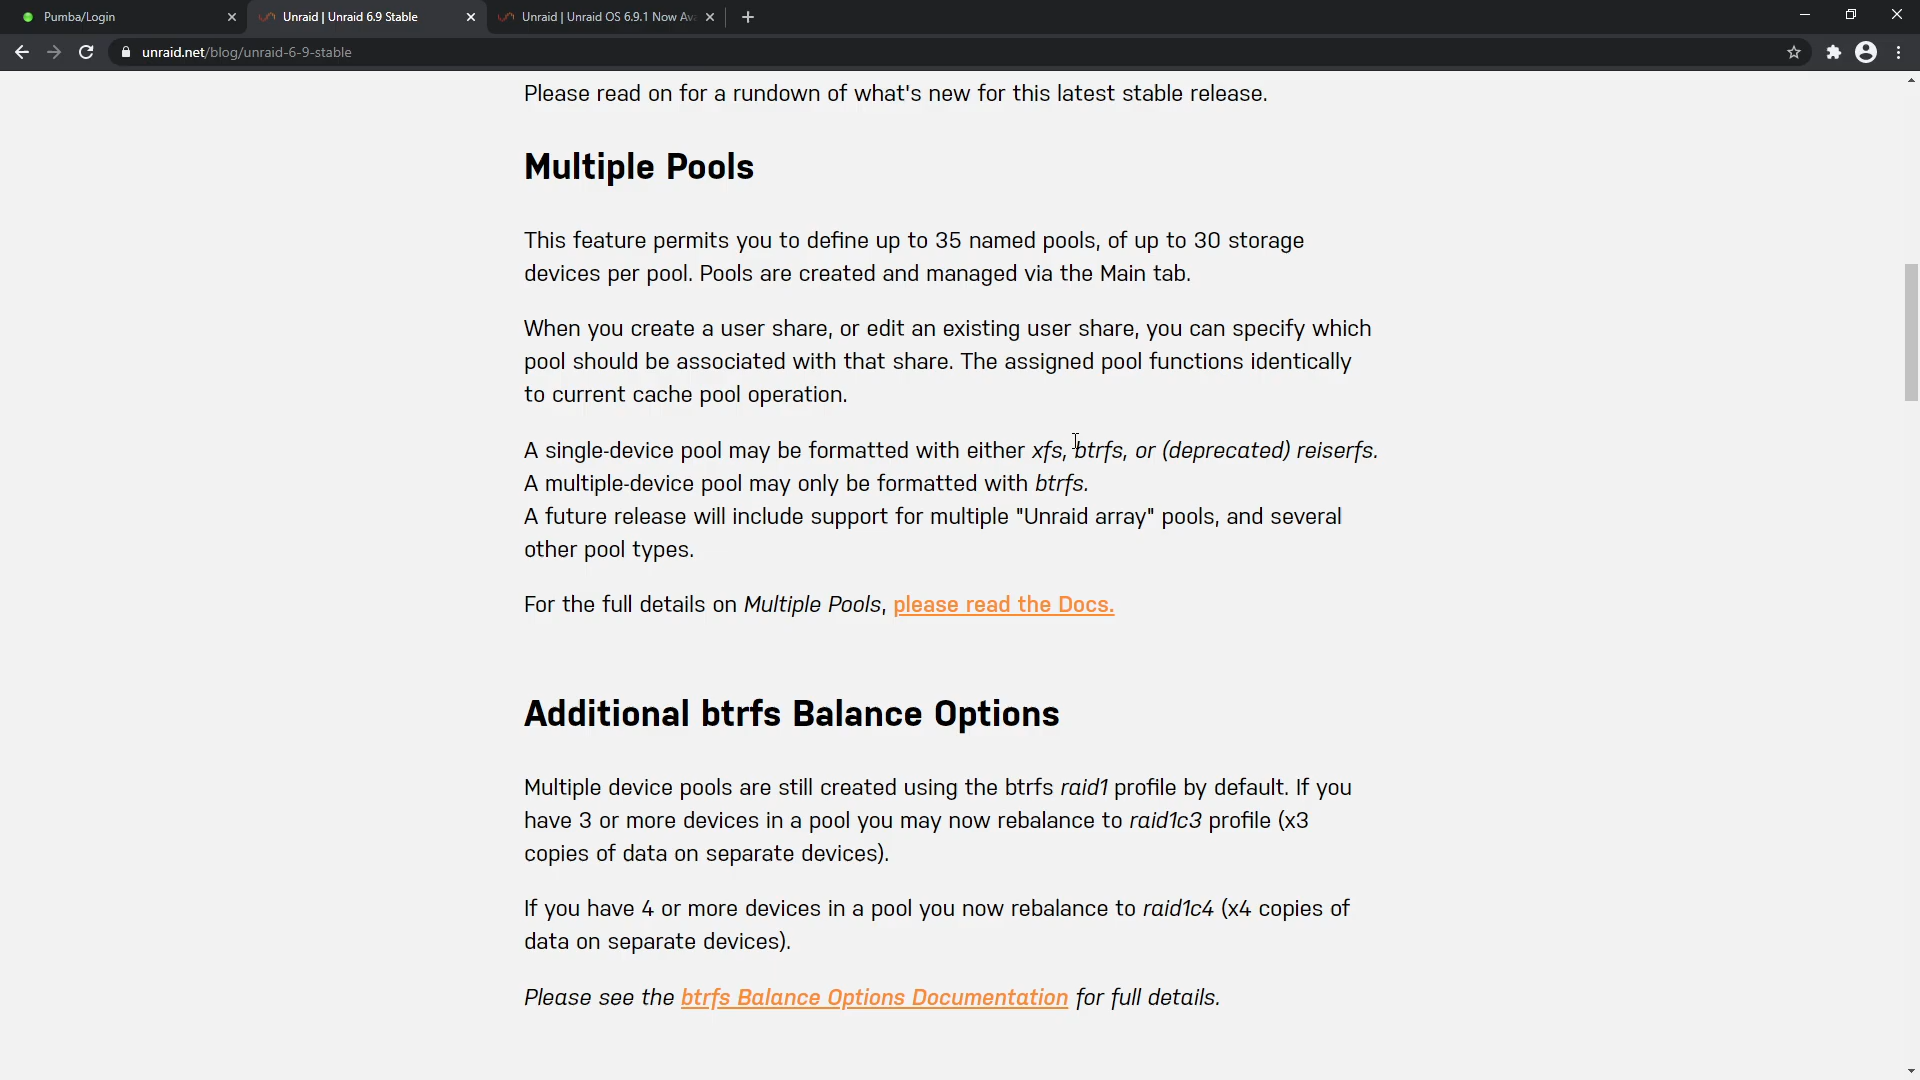 Pumba/Login
Unraid | Unraid 6.9 Stable
Unraid | Unraid OS 6.9.1 Now Av
unraid.net/blog/unraid-6-9-stable
Please read on for a rundown of what's new for this latest stable release.
Multiple Pools
This feature permits you to define up to 35 named pools, of up to 30 storage
devices per pool. Pools are created and managed via the Main tab.
When you create a user share, or edit an existing user share, you can specify which
pool should be associated with that share. The assigned pool functions identically
to current cache pool operation.
A single-device pool may be formatted with either xfs, btrfs, or (deprecated) reiserfs.
A multiple-device pool may only be formatted with btrfs.
A future release will include support for multiple "Unraid array" pools, and several
other pool types.
For the full details on Multiple Pools, please read the Docs.
Additional btrfs Balance Options
Multiple device pools are still created using the btrfs raid1 profile by default. If you
have 3 or more devices in a pool you may now rebalance to raid1c3 profile (x3
copies of data on separate devices).
If you have 4 or more devices in a pool you now rebalance to raid1c4 (x4 copies of
data on separate devices).
Please see the btrfs Balance Options Documentation for full details.